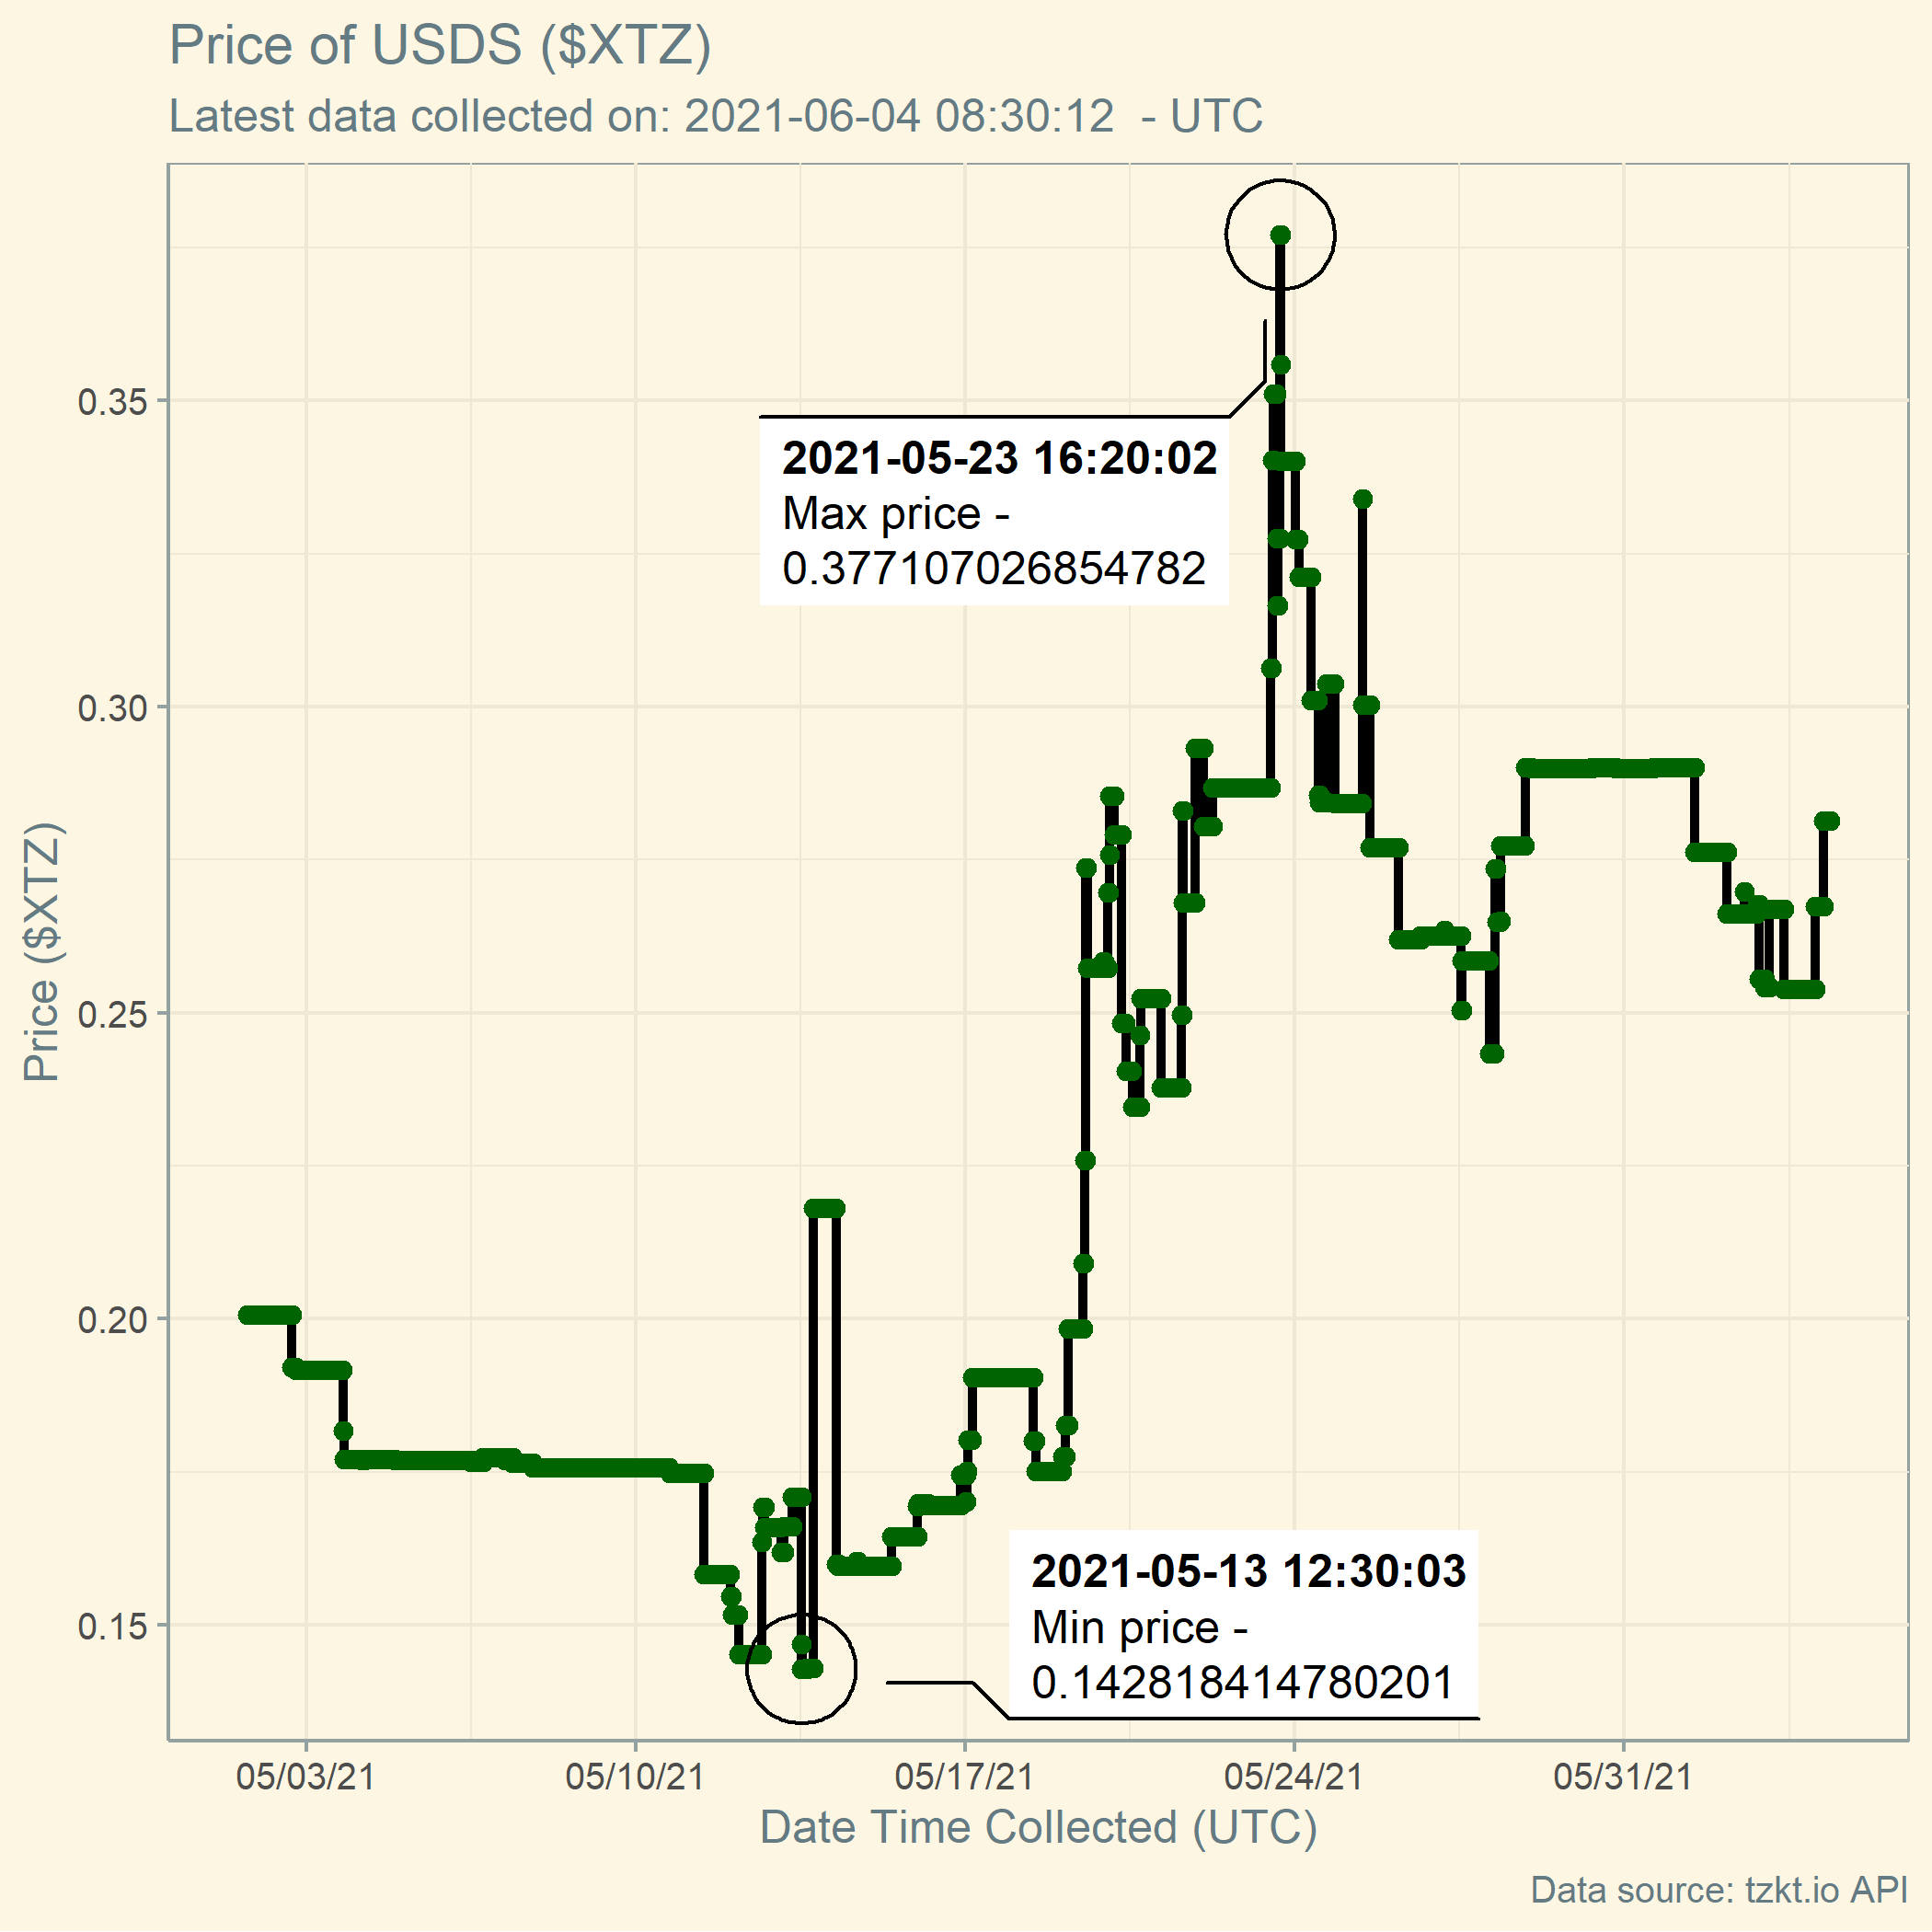 Price of USDS ($XTZ)
Latest data collected on: 2021-06-04 08:30:12  - UTC
Price ($XTZ)
0.35
0.30
0.25
0.20
0.15
2021-05-23 16:20:02
Max price -
0.377107026854782
2021-05-13 12:30:03
Min price -
0.142818414780201
05/03/21
05/10/21
05/17/21
05/24/21
05/31/21
Date Time Collected (UTC)
Data source: tzkt.io API